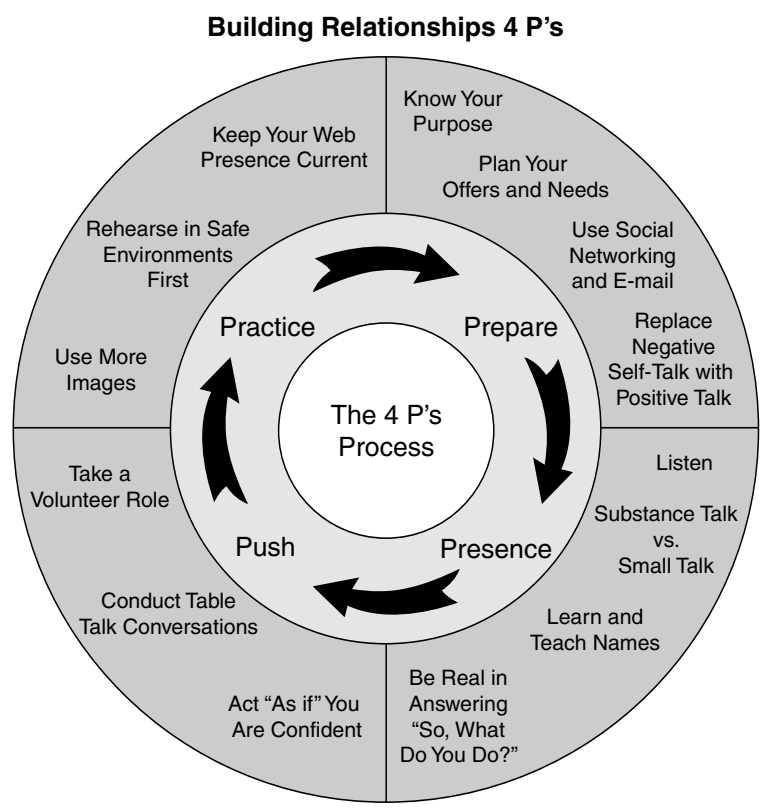 Building Relationships 4 P's
Know Your
Purpose
Plan Your
Offers and Needs
Use Social
Networking
and E-mail
Replace
Negative
Self-Talk with
Positive Talk
Listen
Substance Talk
vs.
Small Talk
Learn and
Teach Names
Be Real in
Answering
“So, What
Do You Do?”
Act “As if” You
Are Confident
Conduct Table
Talk Conversations
Take a
Volunteer Role
Use More
Images
Rehearse in Safe
Environments
First
Keep Your Web
Presence Current
Practice
Prepare
Presence
Push
The 4 P's
Process